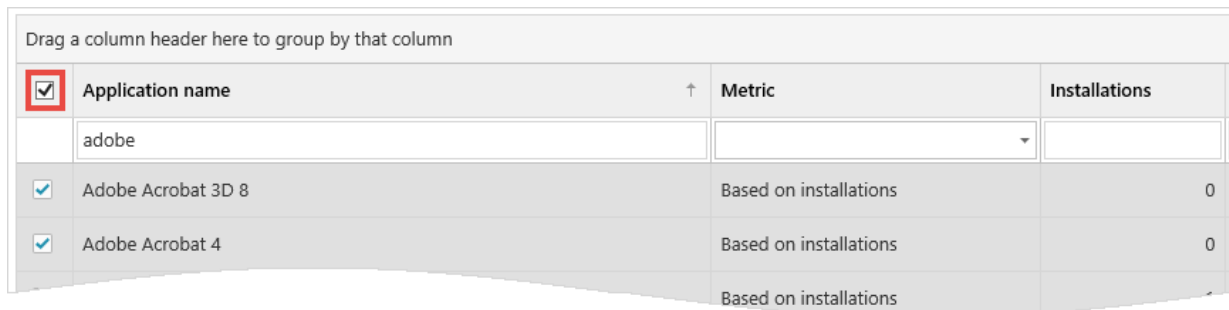 Drag a column header here to group by that column
Application name ↑ Metric Installations
adobe
Adobe Acrobat 3D 8 Based on installations 0
Adobe Acrobat 4 Based on installations 0
Based on installations